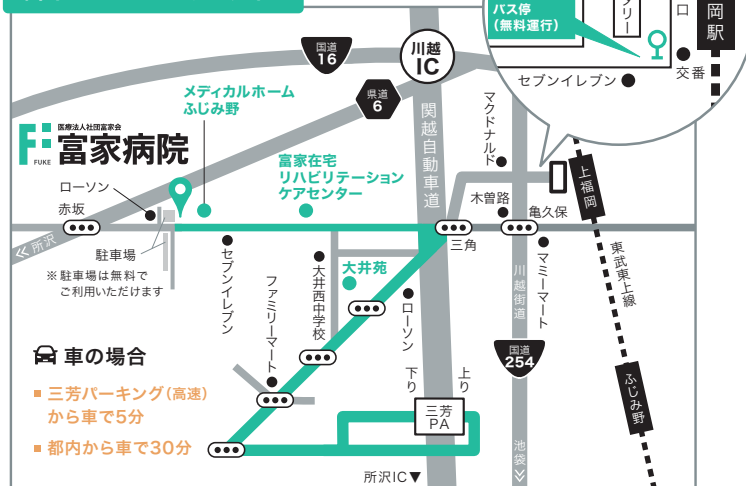 バス停
(無料運行)
タリー
口
岡駅
交番
セブンイレブン
国道
16
川越
IC
県道
6
関越自動車道
マクドナルド
メディカルホーム
ふじみ野
医療法人社団富家会
富家病院
FUKE
富家在宅
リハビリテーション
ケアセンター
ローソン
赤坂
≪所沢
駐車場
※駐車場は無料で
ご利用いただけます
セブンイレブン
ファミリーマート
大井西中学校
大井苑
ローソン
三角
木曽路
亀久保
上福岡
東武東上線
川越街道
マミーマート
国道
254
ふじみ野
下り
上り
三芳
PA
池袋≫
所沢IC▼
車の場合
三芳パーキング(高速)
から車で5分
都内から車で30分